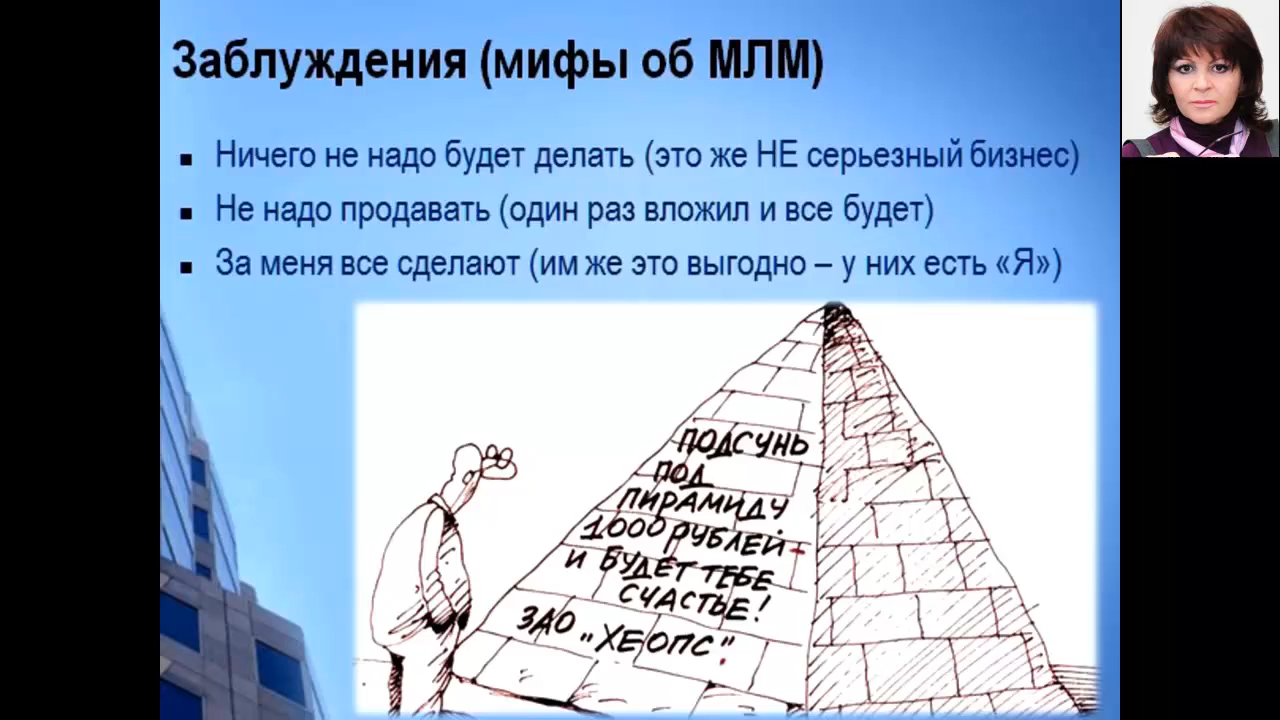 Заблуждения (мифы об МЛМ)
Ничего не надо будет делать (это же НЕ серьезный бизнес)
Не надо продавать (один раз вложил и все будет)
За меня все сделают (им же это выгодно – у них есть «Я»)
ПОДСУНЬ
ПОД
ПИРАМИДУ
1000 РУБЛЕЙ -
И БУДЕТ ТЕБЕ
СЧАСТЬЕ!
ЗАО „ХЕОПС".